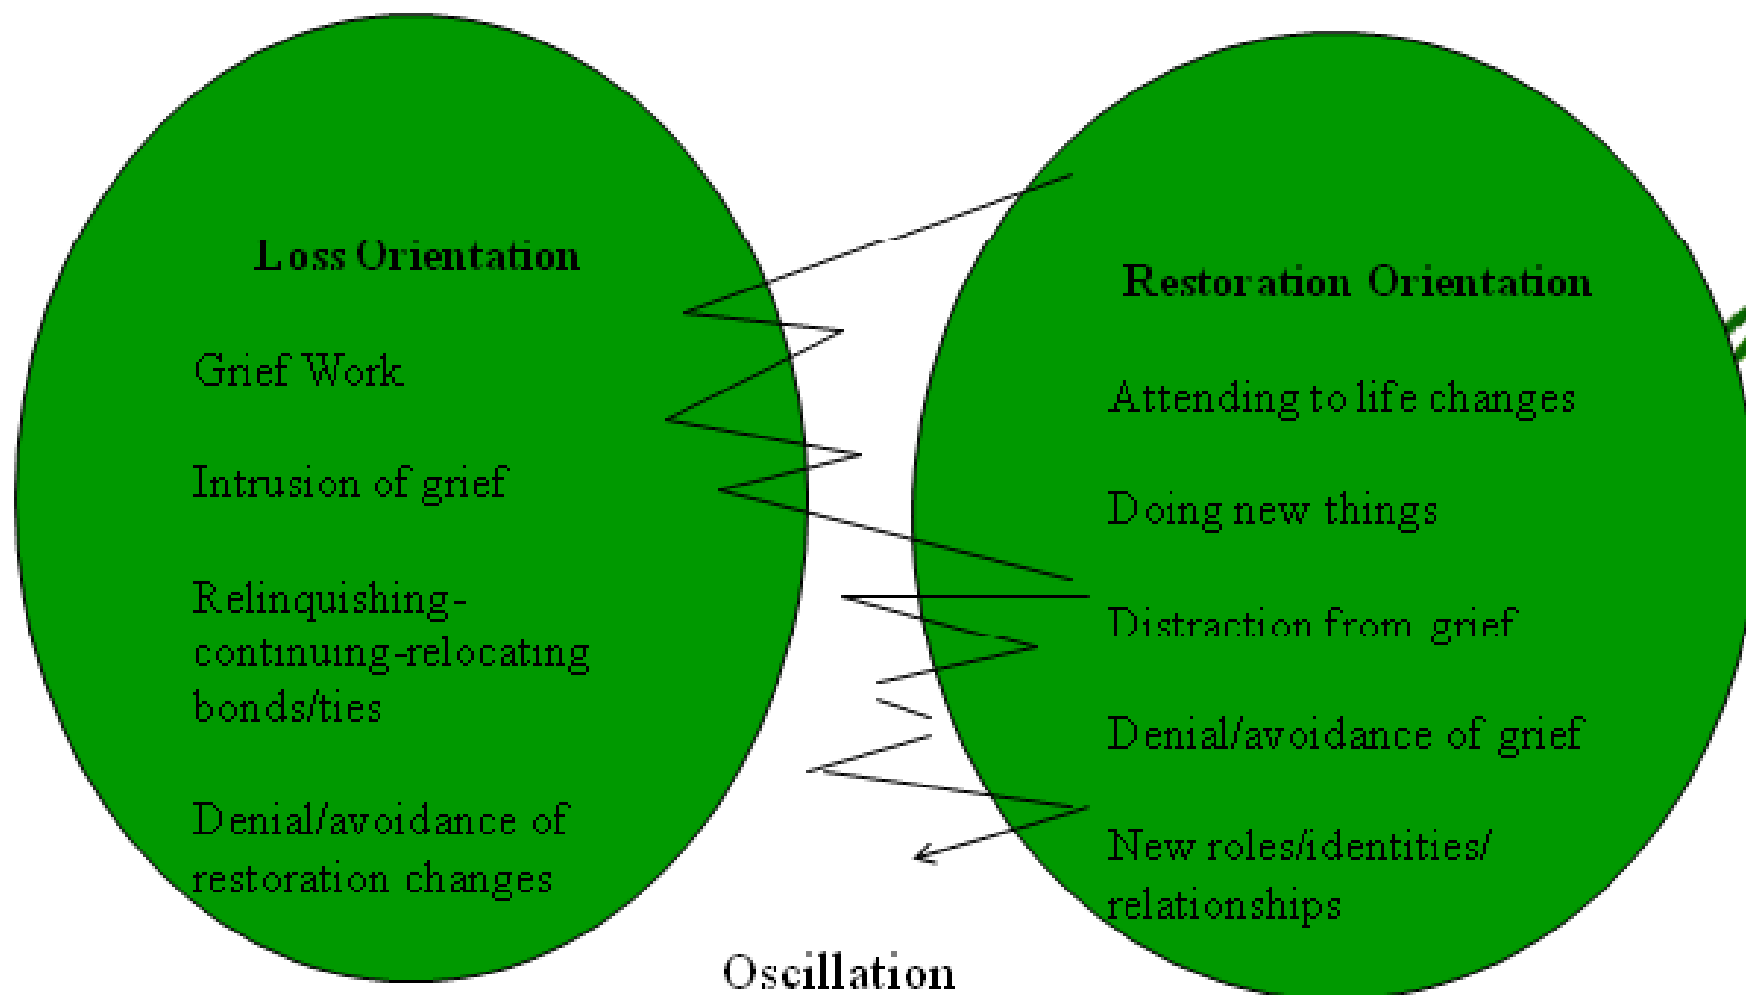 Loss Orientation
Grief Work
Intrusion of grief
Relinquishing-
continuing-relocating
bonds/ties
Denial/avoidance of
restoration changes
Restoration Orientation
Attending to life changes
Doing new things
Distraction from grief
Denial/avoidance of grief
New roles/identities/
relationships
Oscillation